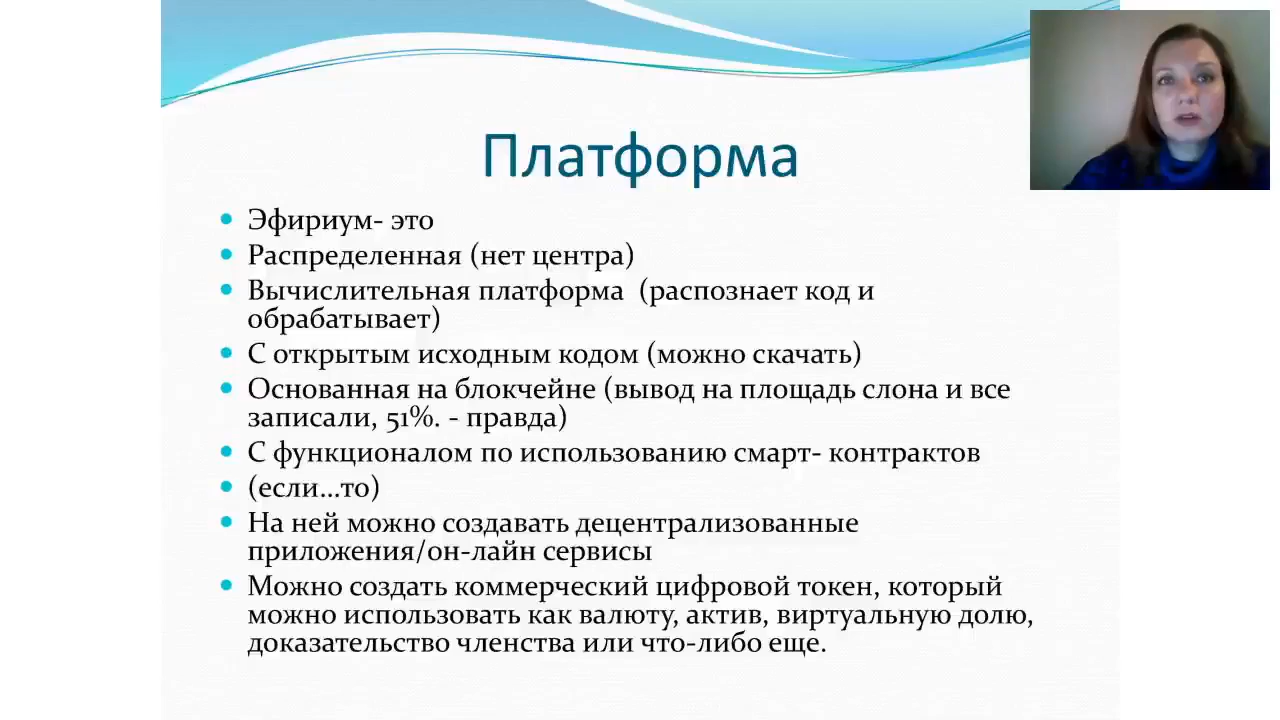 Платформа
Эфириум- это
Распределенная (нет центра)
Вычислительная платформа (распознает код и
обрабатывает)
С открытым исходным кодом (можно скачать)
Основанная на блокчейне (вывод на площадь слона и все
записали, 51%. - правда)
С функционалом по использованию смарт- контрактов
(если…то)
На ней можно создавать децентрализованные
приложения/он-лайн сервисы
Можно создать коммерческий цифровой токен, который
можно использовать как валюту, актив, виртуальную долю,
доказательство членства или что-либо еще.